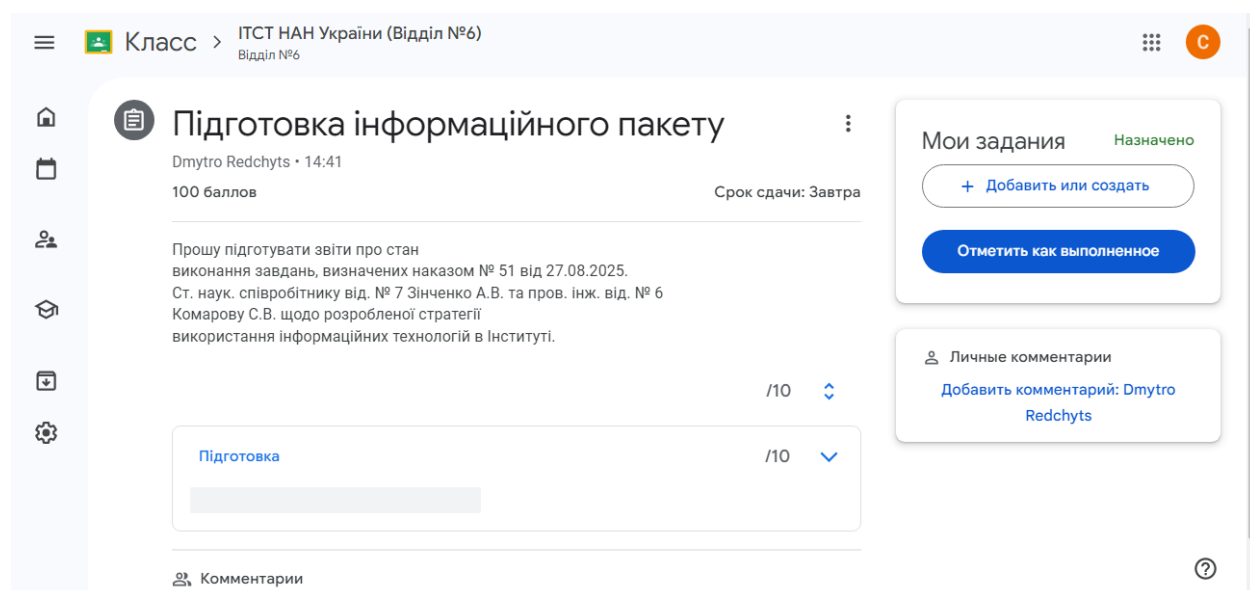 Класс > ІТСТ НАН України (Відділ №6)
Відділ №6
С
Підготовка інформаційного пакету
Dmytro Redchyts • 14:41
100 баллов
Срок сдачи: Завтра
Прошу підготувати звіти про стан
виконання завдань, визначених наказом № 51 від 27.08.2025.
Ст. наук. співробітнику від. № 7 Зінченко А.В. та пров. інж. від. № 6
Комарову С.В. щодо розробленої стратегії
використання інформаційних технологій в Інституті.
/10
Підготовка /10
Комментарии
Мои задания Назначено
+ Добавить или создать
Отметить как выполненное
Личные комментарии
Добавить комментарий: Dmytro
Redchyts